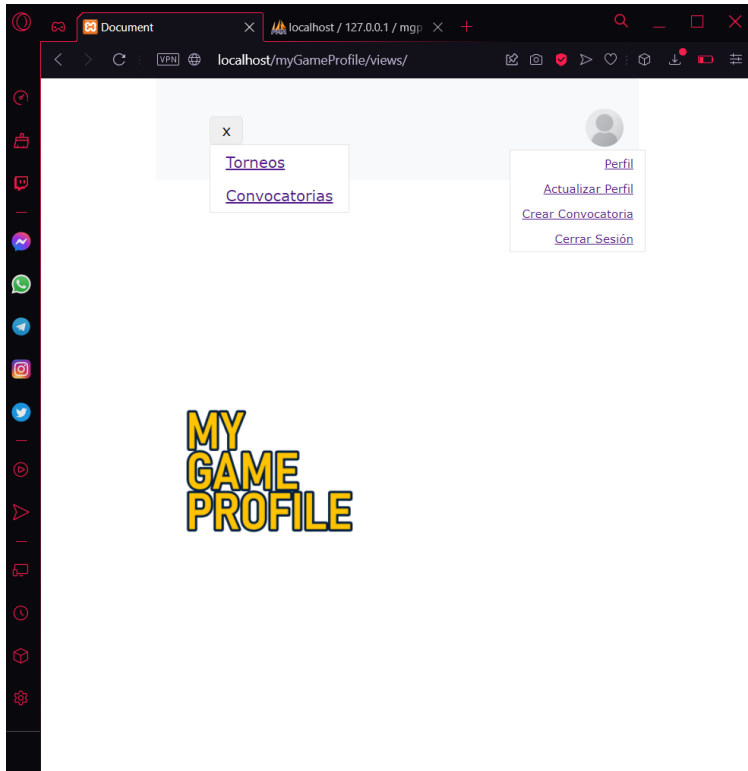 Document
localhost / 127.0.0.1 / mgp
VPN
localhost/myGameProfile/views/
x
Torneos
Convocatorias
Perfil
Actualizar Perfil
Crear Convocatoria
Cerrar Sesión
MY
GAME
PROFILE